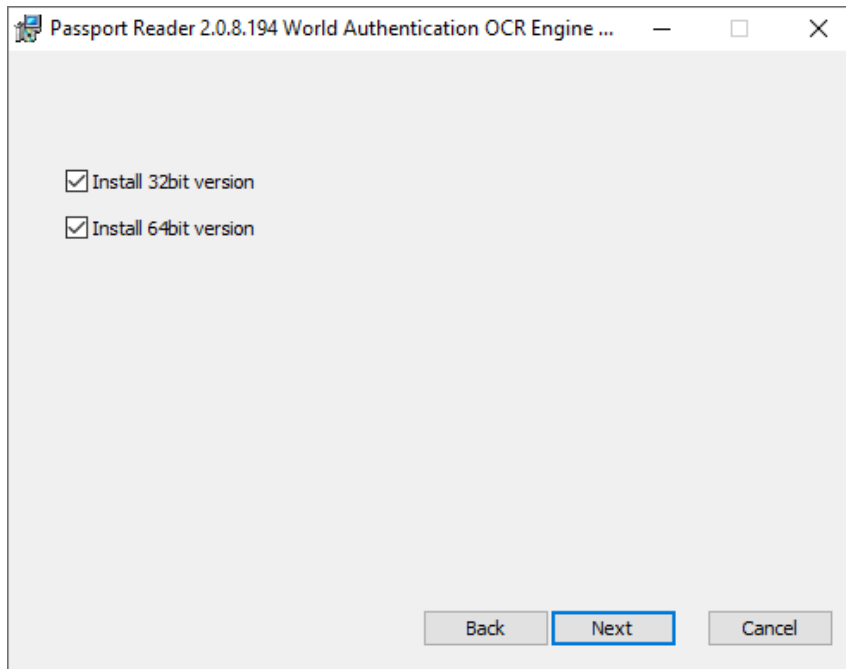 Passport Reader 2.0.8.194 World Authentication OCR Engine ...
Install 32bit version
Install 64bit version
Back Next Cancel